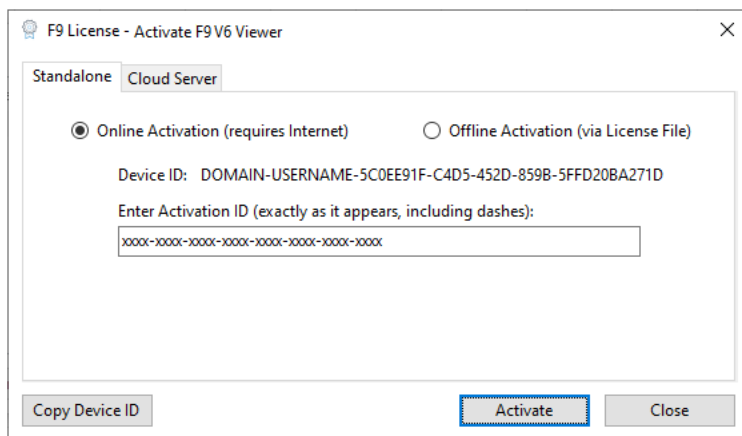 F9 License - Activate F9 V6 Viewer
Standalone Cloud Server
Online Activation (requires Internet) Offline Activation (via License File)
Device ID: DOMAIN-USERNAME-5C0EE91F-C4D5-452D-859B-5FFD20BA271D
Enter Activation ID (exactly as it appears, including dashes):
xxxx-xxxx-xxxx-xxxx-xxxx-xxxx-xxxx-xxxx
Copy Device ID Activate Close